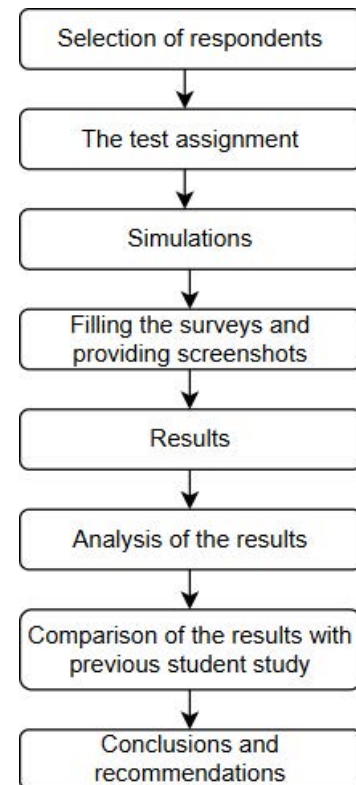 Selection of respondents
The test assignment
Simulations
Filling the surveys and
providing screenshots
Results
Analysis of the results
Comparison of the results with
previous student study
Conclusions and
recommendations